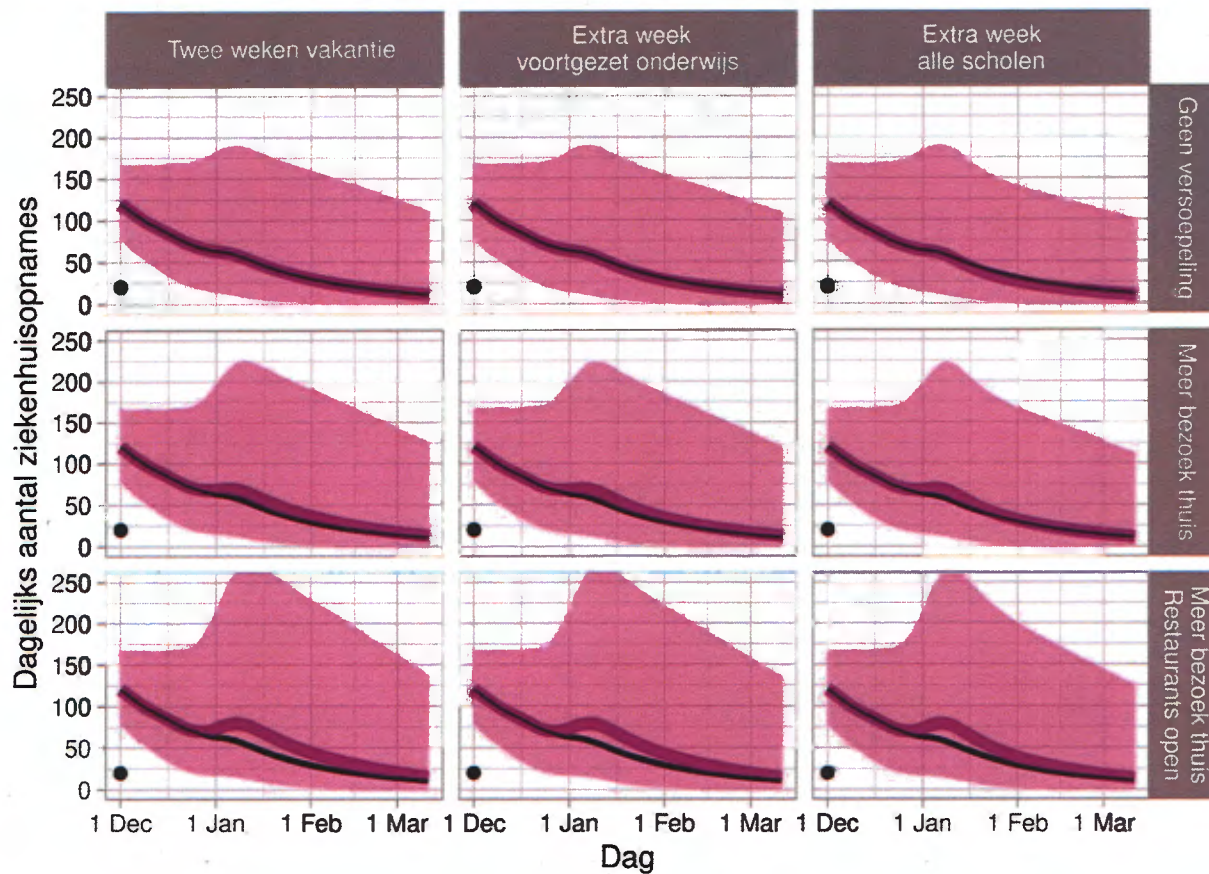 Twee weken vakantie
Extra week
voortgezet onderwijs
Extra week
alle scholen
Dagelijks aantal ziekenhuisopnames
250
200
150
100
50
0
Geen versoepeling
250
200
150
100
50
0
Meer bezoek thuis
250
200
150
100
50
0
Meer bezoek thuis
Restaurants open
1 Dec 1 Jan 1 Feb 1 Mar
1 Dec 1 Jan 1 Feb 1 Mar
1 Dec 1 Jan 1 Feb 1 Mar
Dag